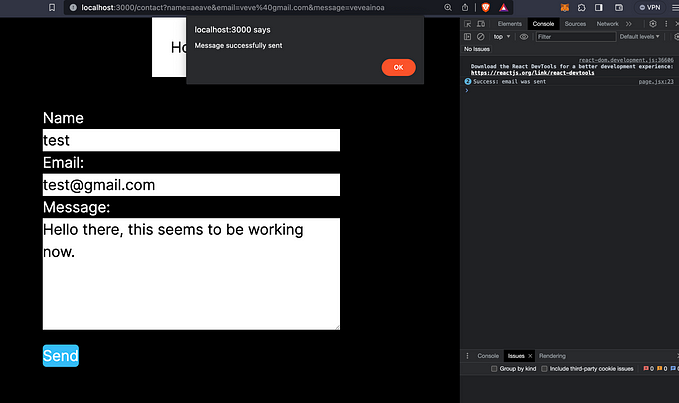 localhost:3000/contact?name=aeave&email=veve%40gmail.com&message=veveainoa
VPN
localhost:3000 says
Message successfully sent
OK
Name
test
Email:
test@gmail.com
Message:
Hello there, this seems to be working
now.
Send
Elements
Console
Sources
Network
top
Filter
Default levels
No Issues
react-dom.development.js:36606
Download the React DevTools for a better development experience:
https://reactjs.org/link/react-devtools
2 Success: email was sent
page.jsx:23
Console
Issues
Rendering
Group by kind
Include third-party cookie issues
0
0